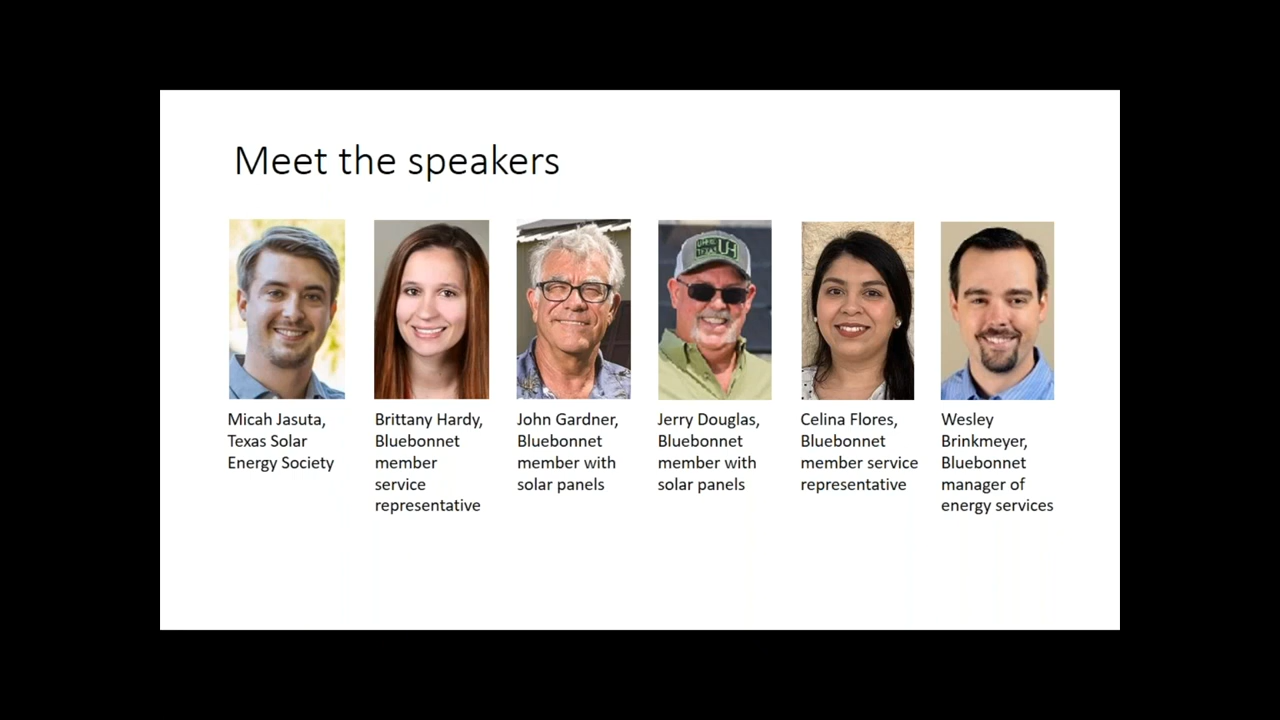 Meet the speakers
Micah Jasuta,
Texas Solar
Energy Society
Brittany Hardy,
Bluebonnet
member
service
representative
John Gardner,
Bluebonnet
member with
solar panels
Jerry Douglas,
Bluebonnet
member with
solar panels
Celina Flores,
Bluebonnet
member service
representative
Wesley
Brinkmeyer,
Bluebonnet
manager of
energy services